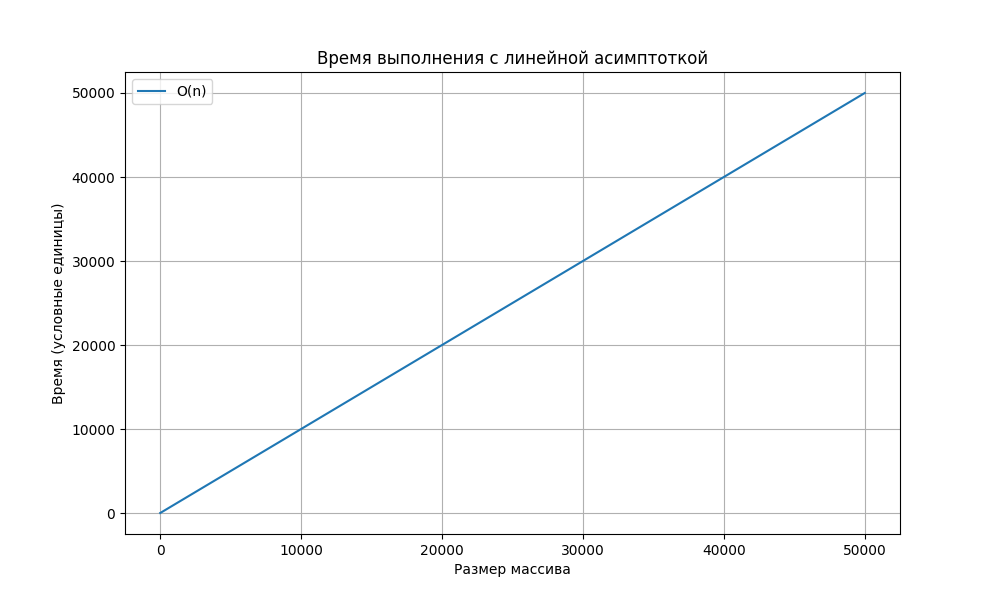 Время выполнения с линейной асимптоткой
O(n)
50000
40000
30000
20000
10000
0
Время (условные единицы)
0 10000 20000 30000 40000 50000
Размер массива